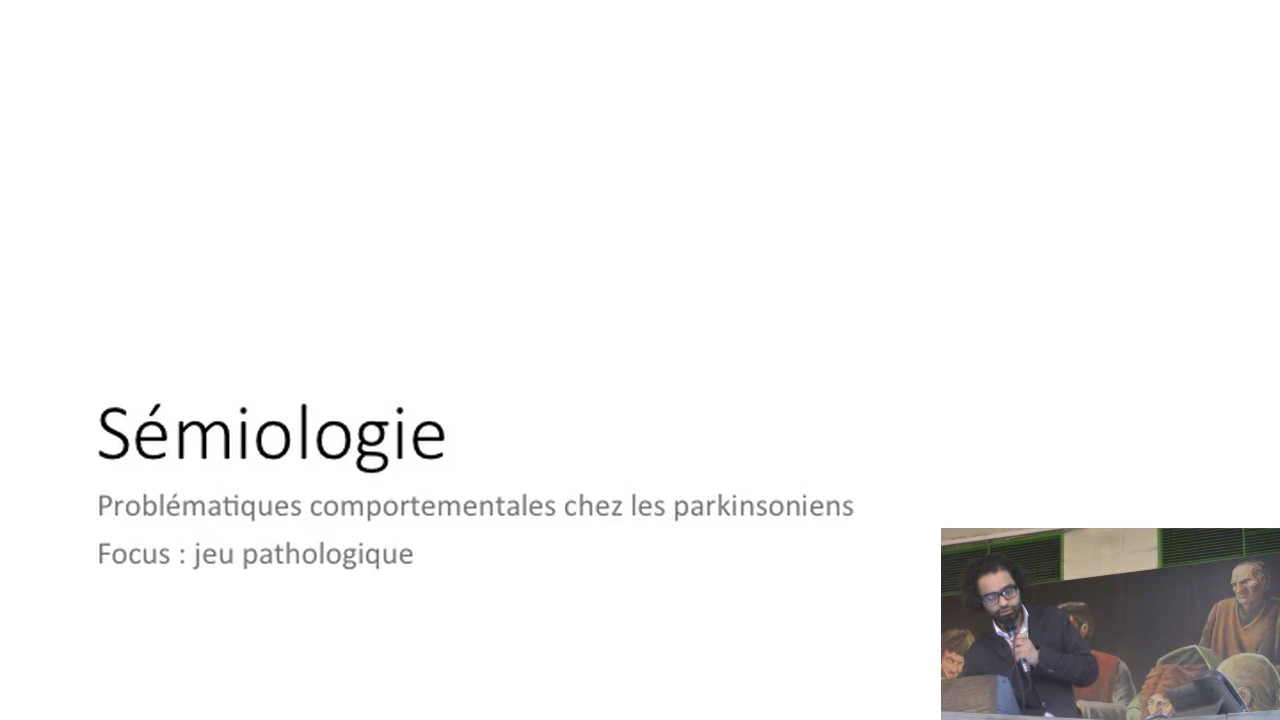 Sémiologie
Problématiques comportementales chez les parkinsoniens
Focus : jeu pathologique